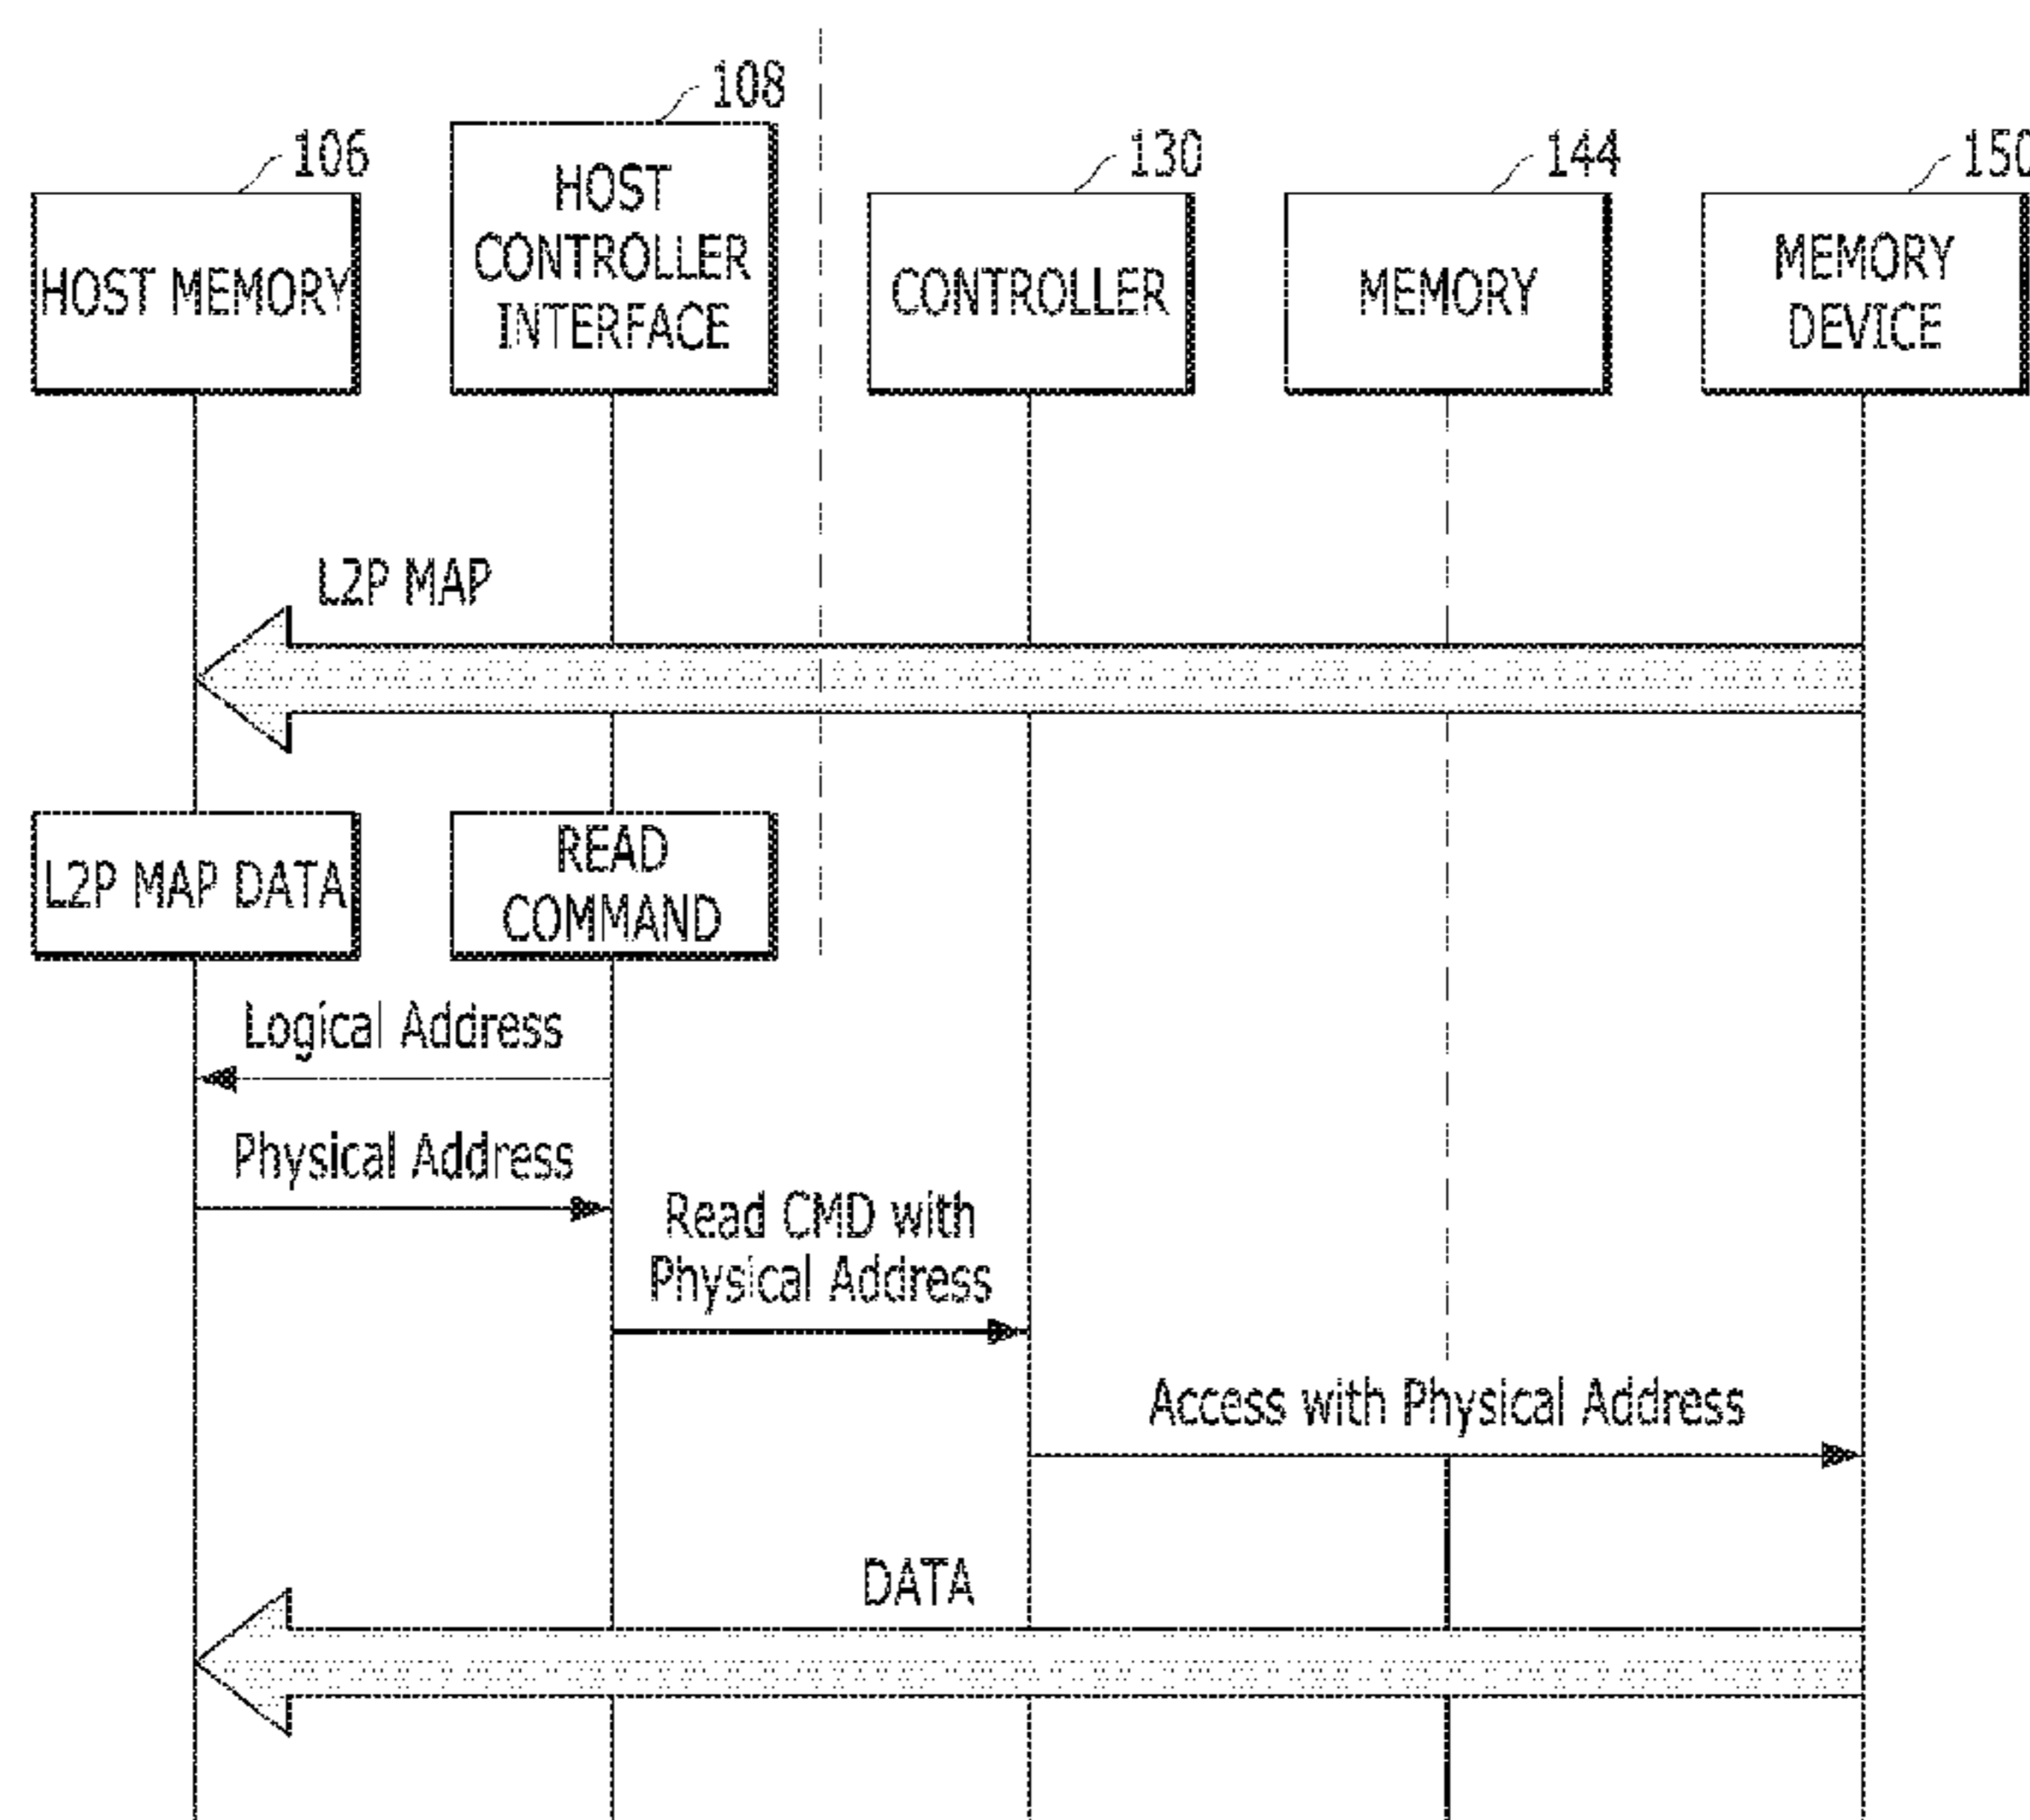 108
106
130
144
150
HOST MEMORY
HOST
CONTROLLER
INTERFACE
CONTROLLER
MEMORY
MEMORY
DEVICE
L2P MAP
L2P MAP DATA
READ
COMMAND
Logical Address
Physical Address
Read CMD with
Physical Address
Access with Physical Address
DATA